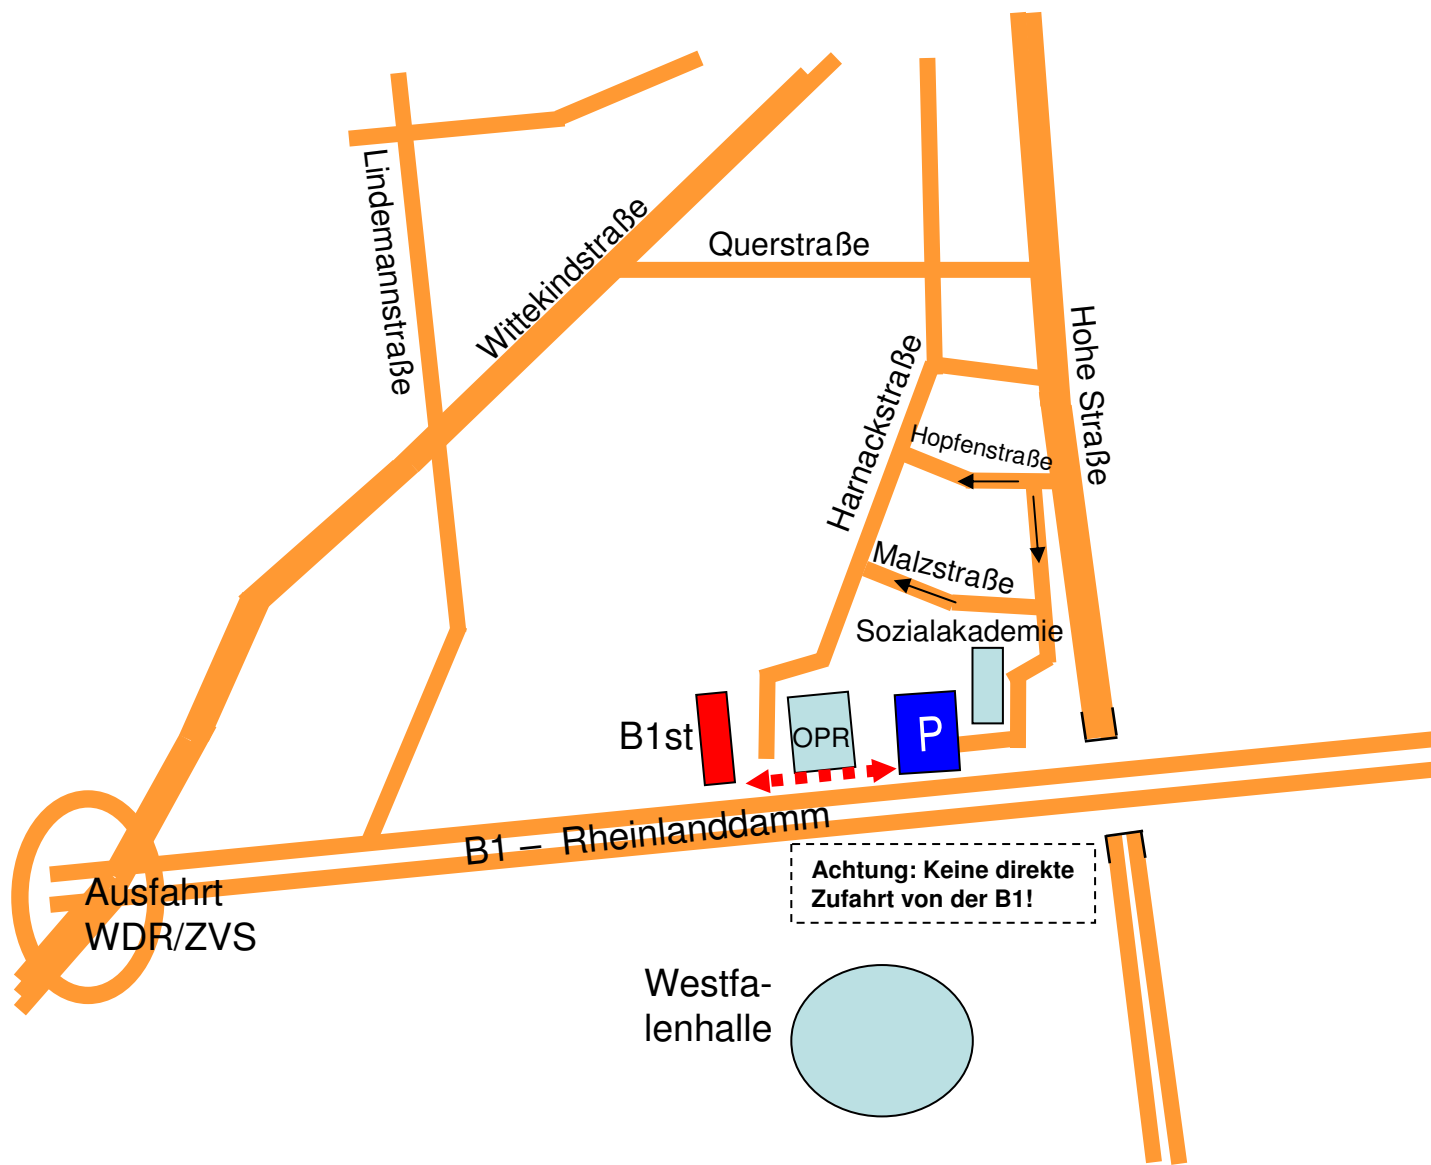 Lindemannstraße
Wittekindstraße
Querstraße
Hohe Straße
Harnackstraße
Hopfenstraße
Malzstraße
Sozialakademie
B1st
OPR
P
B1 – Rheinlanddamm
Achtung: Keine direkte
Zufahrt von der B1!
Ausfahrt
WDR/ZVS
Westfa-
lenhalle